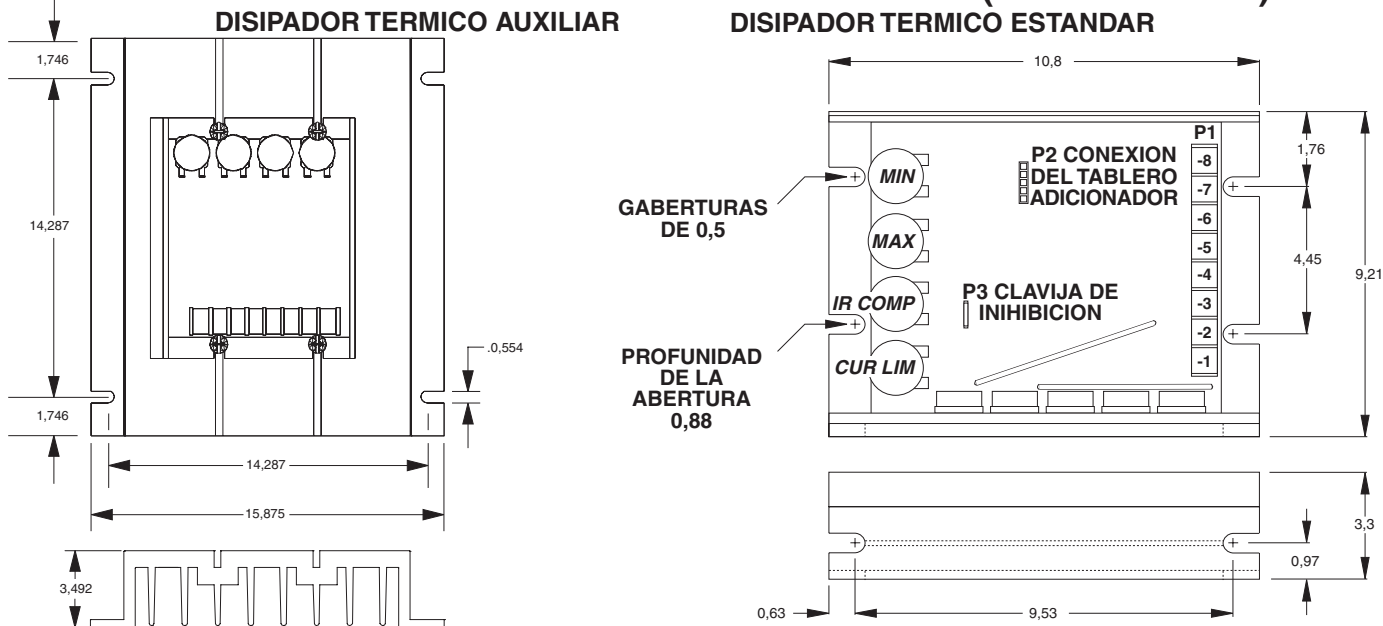 DISIPADOR TERMICO AUXILIAR
1,746
14,287
1,746
.0,554
14,287
15,875
3,492
DISIPADOR TERMICO ESTANDAR
10,8
P1
P2 CONEXION
DEL TABLERO
ADICIONADOR
-8
-7
-6
-5
-4
-3
-2
-1
1,76
4,45
9,21
GABERTURAS
DE 0,5
MIN
MAX
IR COMP
CUR LIM
P3 CLAVIJA DE
INIHIBICION
PROFUNIDAD
DE LA
ABERTURA
0,88
3,3
0,97
0,63
9,53